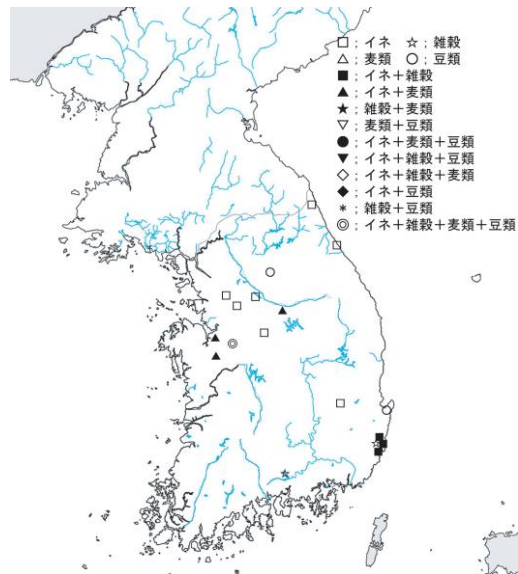 □：イネ ☆：雑穀
△：麦類 ○：豆類
■：イネ＋雑穀
▲：イネ＋麦類
★：雑穀＋麦類
▽：麦類＋豆類
●：イネ＋麦類＋豆類
▼：イネ＋雑穀＋豆類
◇：イネ＋雑穀＋麦類
◆：イネ＋豆類
＊：雑穀＋豆類
◎：イネ＋雑穀＋麦類＋豆類